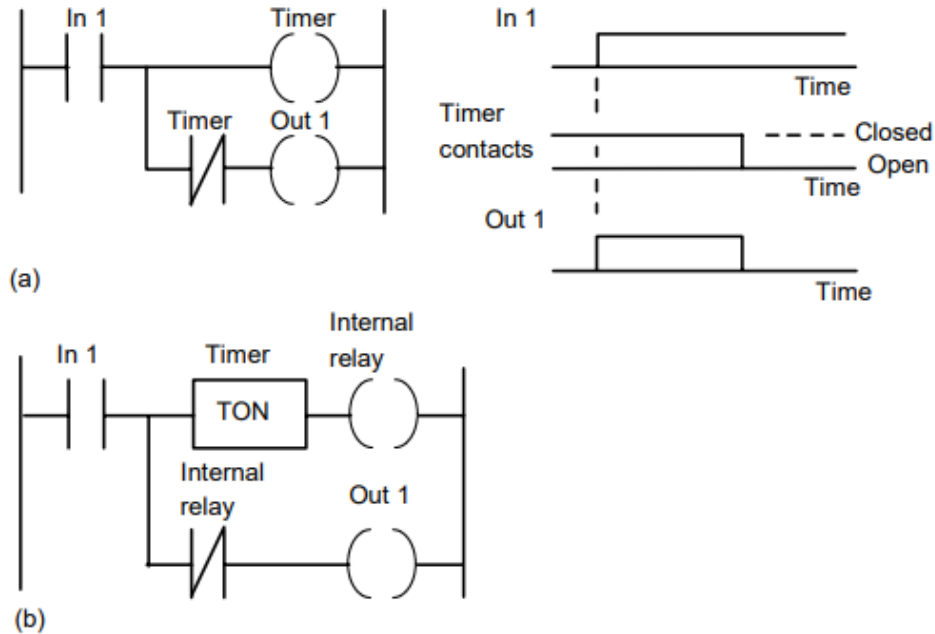 In 1
Timer
Timer
Out 1
(a)
In 1
Time
Timer
contacts
Closed
Open
Time
Out 1
Time
In 1
Timer
Internal
relay
TON
Internal
relay
Out 1
(b)